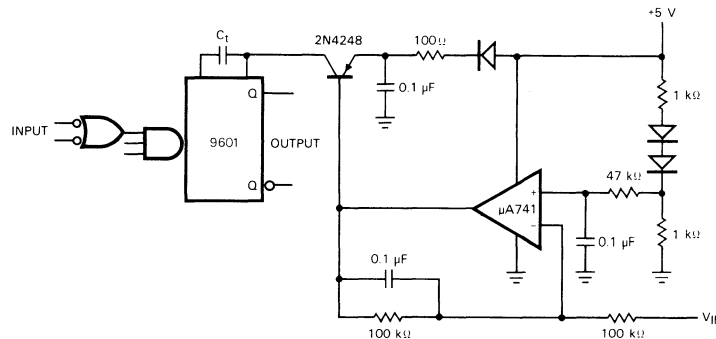 +5 V
Ct
2N4248
100Ω
1 kΩ
0.1 µF
Q
INPUT
9601
OUTPUT
47 kΩ
+
µA741
Q
−
0.1 µF
1 kΩ
0.1 µF
100 kΩ
100 kΩ